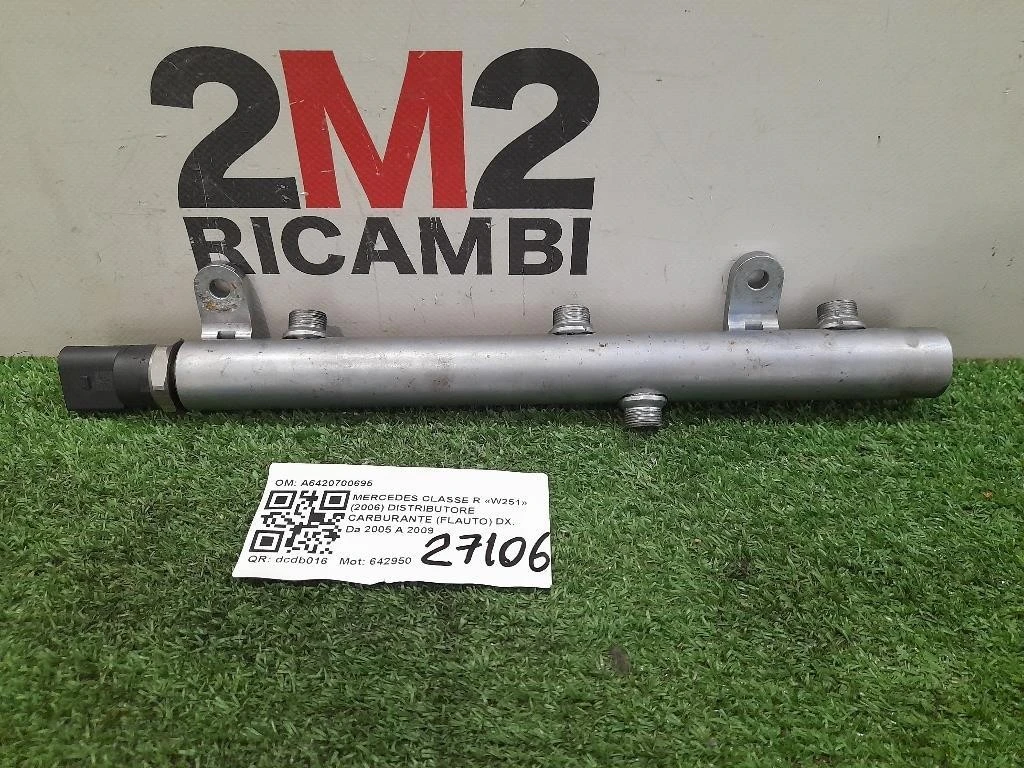 2M2
RICAMBI
OM: A6420700695
MERCEDES CLASSE R «W251»
(2006) DISTRIBUTORE
CARBURANTE (FLAUTO) DX.
Da 2005 A 2009
QR: dcdb016 Mot: 642950
27106